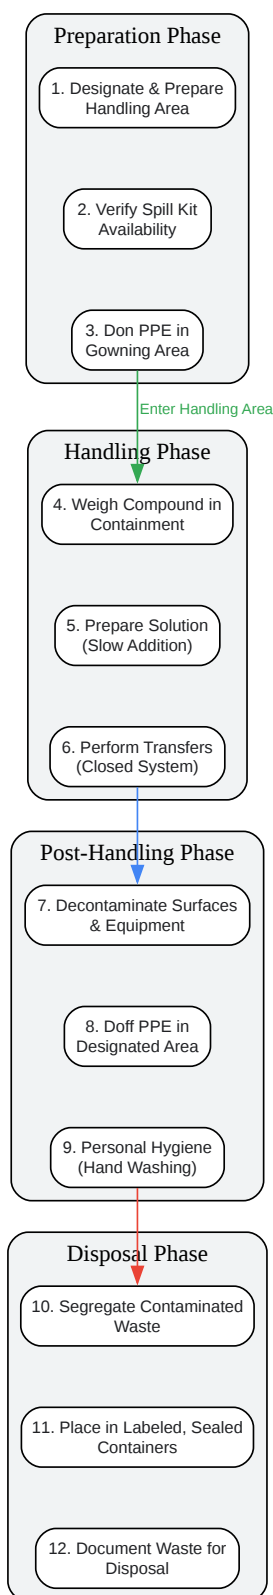 Preparation Phase
1. Designate & Prepare
Handling Area
2. Verify Spill Kit
Availability
3. Don PPE in
Gowning Area
Enter Handling Area
Handling Phase
4. Weigh Compound in
Containment
5. Prepare Solution
(Slow Addition)
6. Perform Transfers
(Closed System)
Post-Handling Phase
7. Decontaminate Surfaces
& Equipment
8. Doff PPE in
Designated Area
9. Personal Hygiene
(Hand Washing)
Disposal Phase
10. Segregate Contaminated
Waste
11. Place in Labeled, Sealed
Containers
12. Document Waste for
Disposal